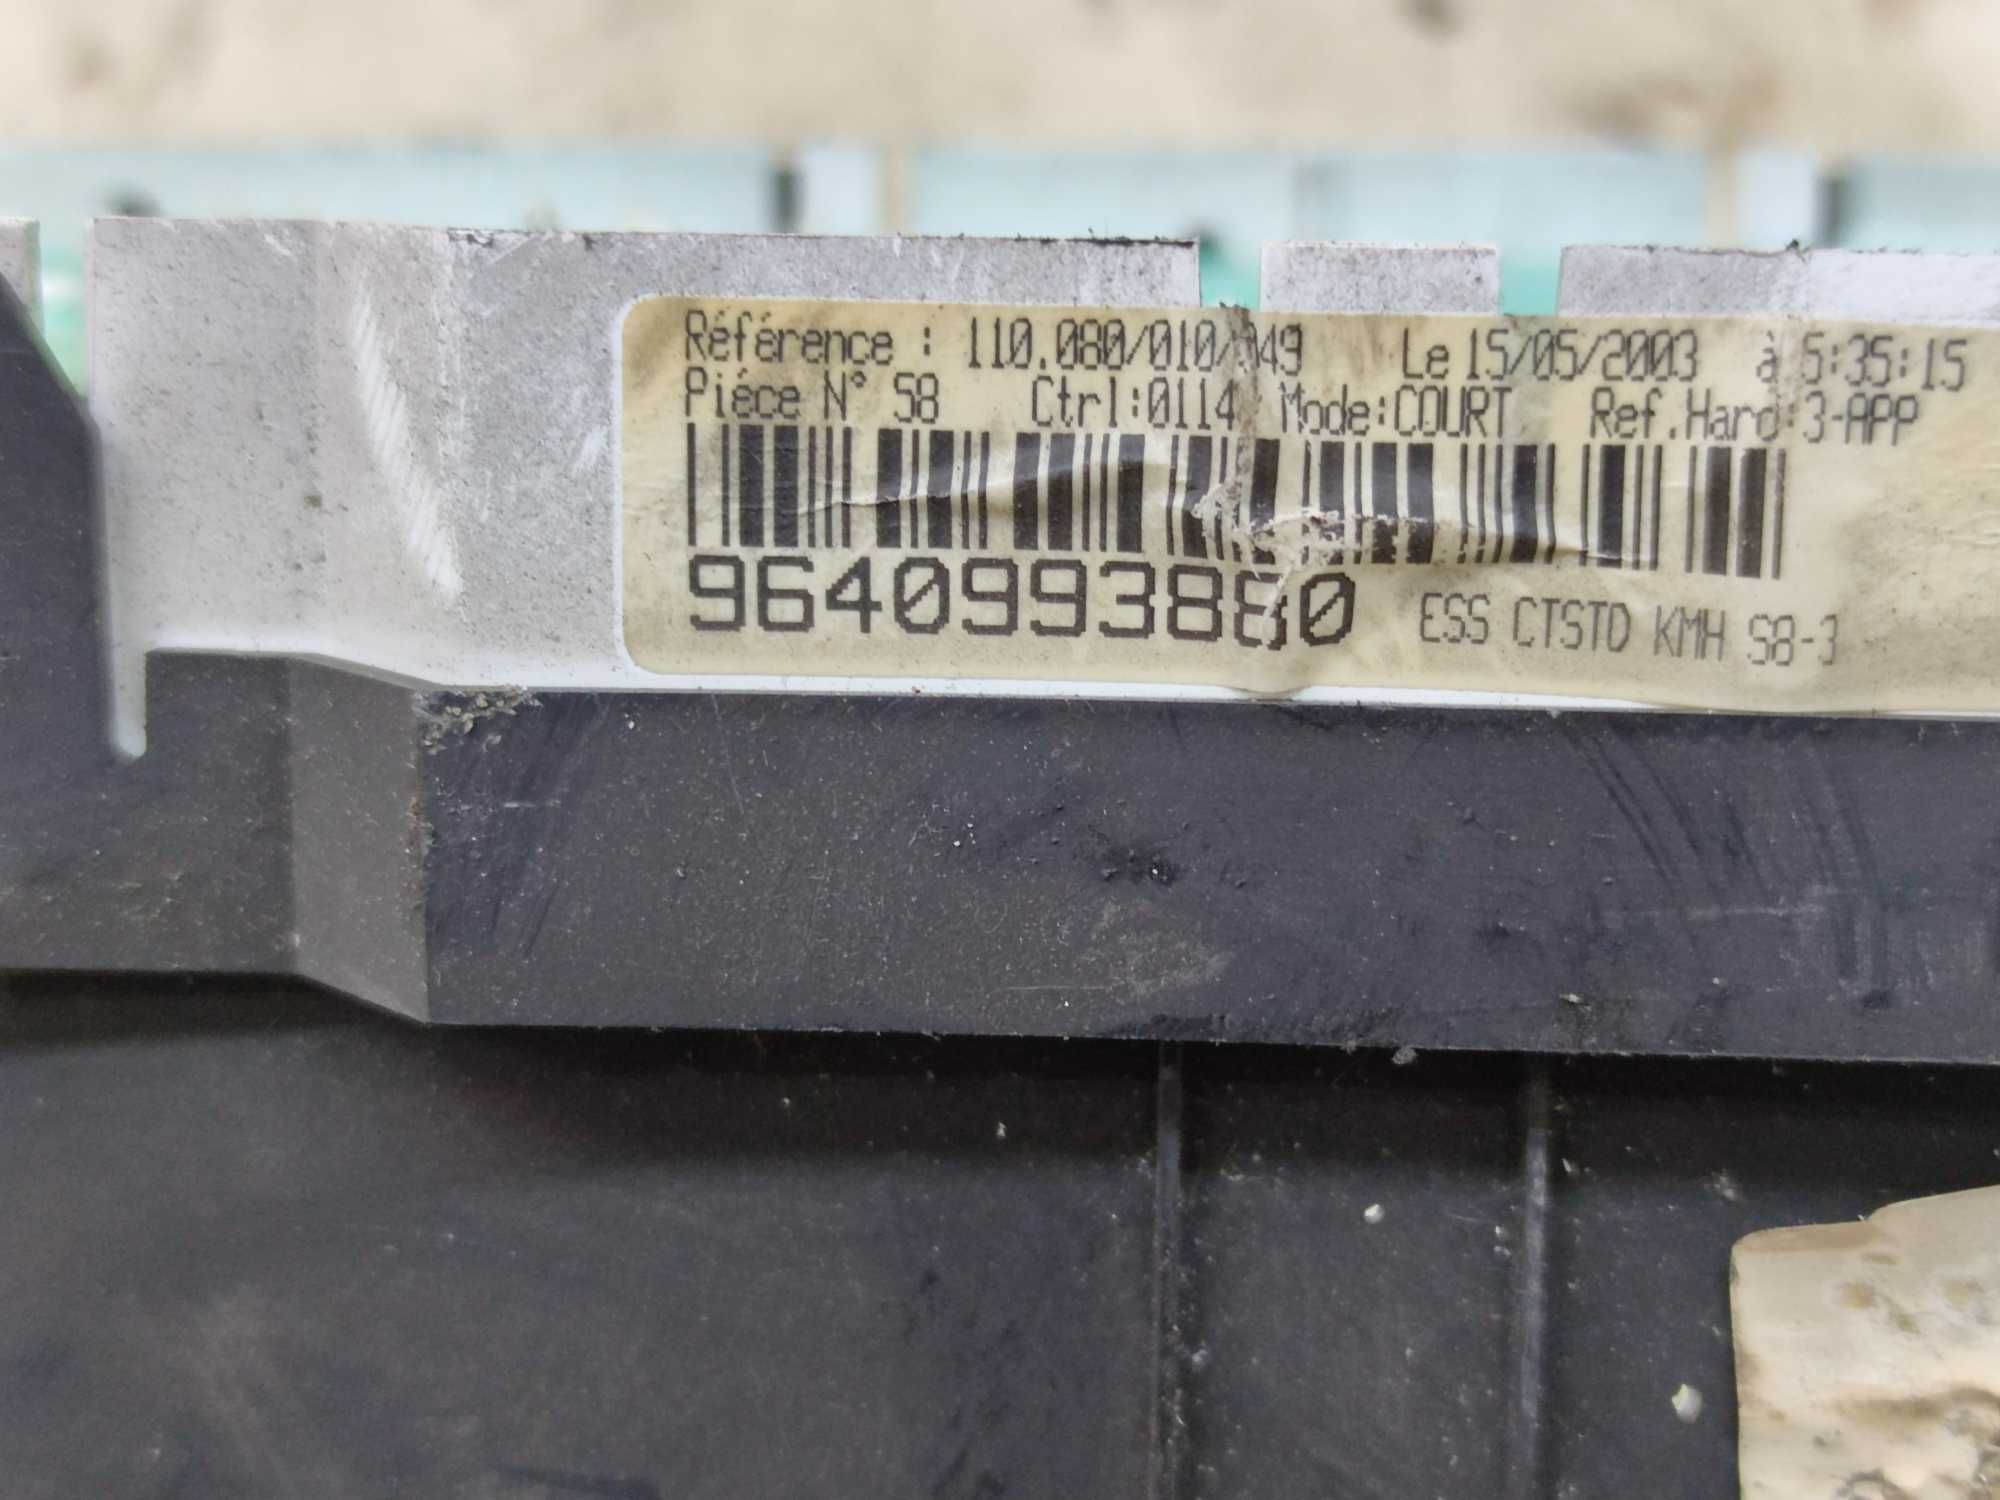 Référence : 110.080/010/049 Le 15/05/2003 à 5:35:15
Piéce N° 58 Ctrl:0114 Mode:COURT Ref.Hard:3-APP
9640993880
ESS CTSTD KMH S8-3